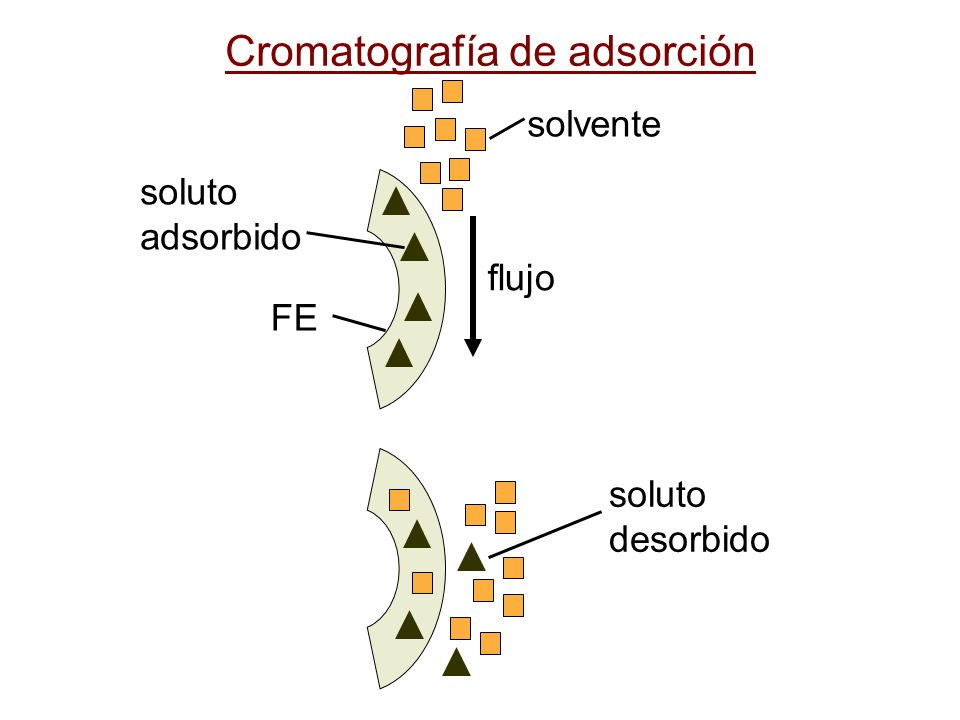 Cromatografía de adsorción
solvente
soluto
adsorbido
flujo
FE
soluto
desorbido